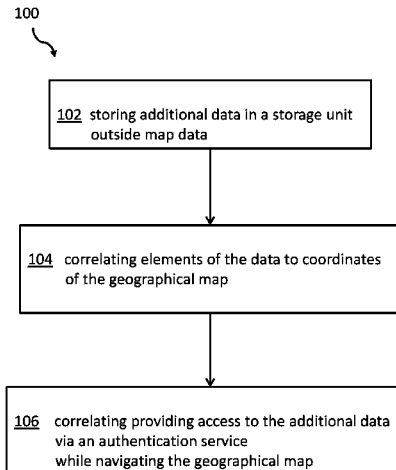 100
102 storing additional data in a storage unit
outside map data
104 correlating elements of the data to coordinates
of the geographical map
106 correlating providing access to the additional data
via an authentication service
while navigating the geographical map